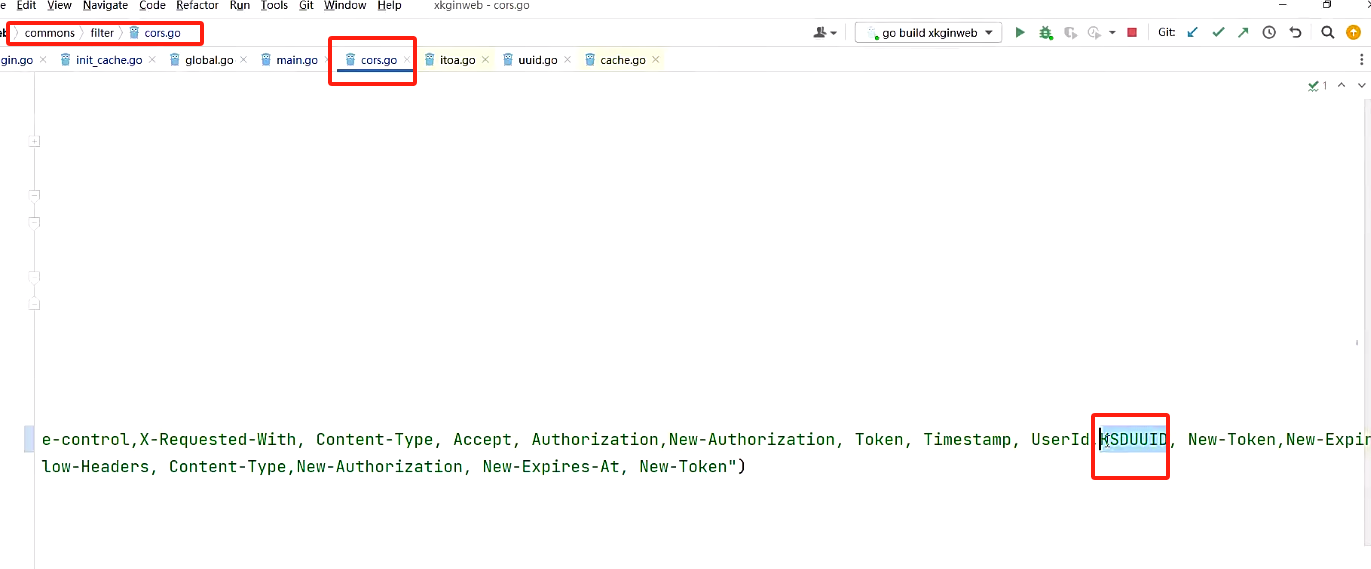 e Edit View Navigate Code Refactor Run Tools Git Window Help xkginweb - cors.go
commons filter cors.go go build xkginweb Git:
gin.go init_cache.go global.go main.go cors.go itoa.go uuid.go cache.go
1
e-control,X-Requested-With, Content-Type, Accept, Authorization,New-Authorization, Token, Timestamp, UserId KSDUUID, New-Token,New-Expir
low-Headers, Content-Type,New-Authorization, New-Expires-At, New-Token")